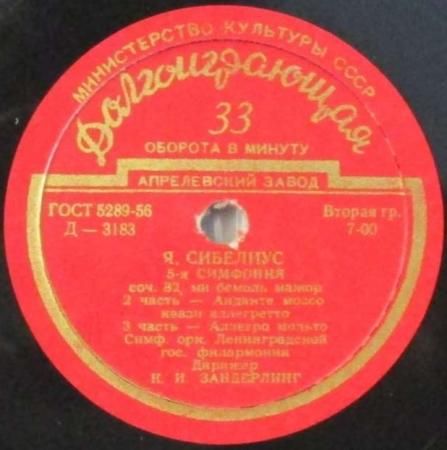 МИНИСТЕРСТВО КУЛЬТУРЫ СССР
Долгоиграющая
33
ОБОРОТА В МИНУТУ
АПРЕЛЕВСКИЙ ЗАВОД
ГОСТ 5289-56 Вторая гр.
Д — 3183 7-00
Я. СИБЕЛИУС
5-я СИМФОНИЯ
соч. 82, ми бемоль мажор
2 часть — Анданте моссо
квази аллегретто
3 часть — Аллегро мольто
Симф. орк. Ленинградской
гос. филармонии
Дирижер
К. И. ЗАНДЕРЛИНГ